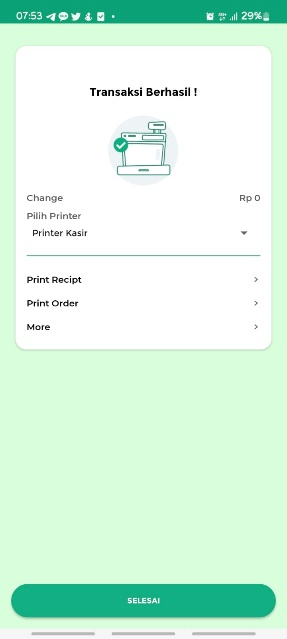 07:53
29%
Transaksi Berhasil !
Change Rp 0
Pilih Printer
Printer Kasir
Print Recipt
Print Order
More
SELESAI